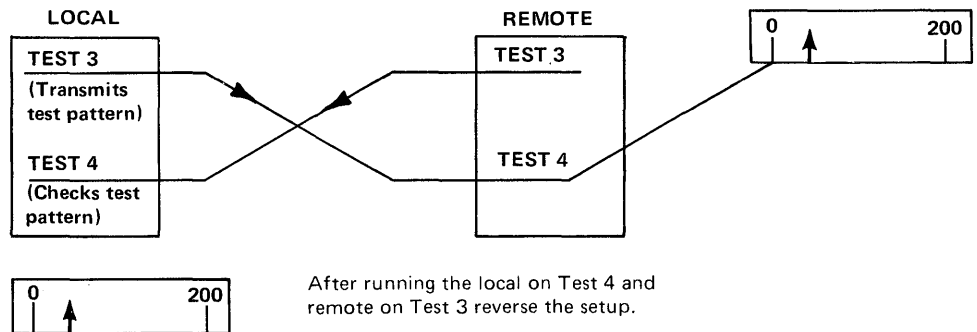 LOCAL
TEST 3
(Transmits
test pattern)
TEST 4
(Checks test
pattern)
REMOTE
TEST 3
TEST 4
0 200
0 200
After running the local on Test 4 and
remote on Test 3 reverse the setup.